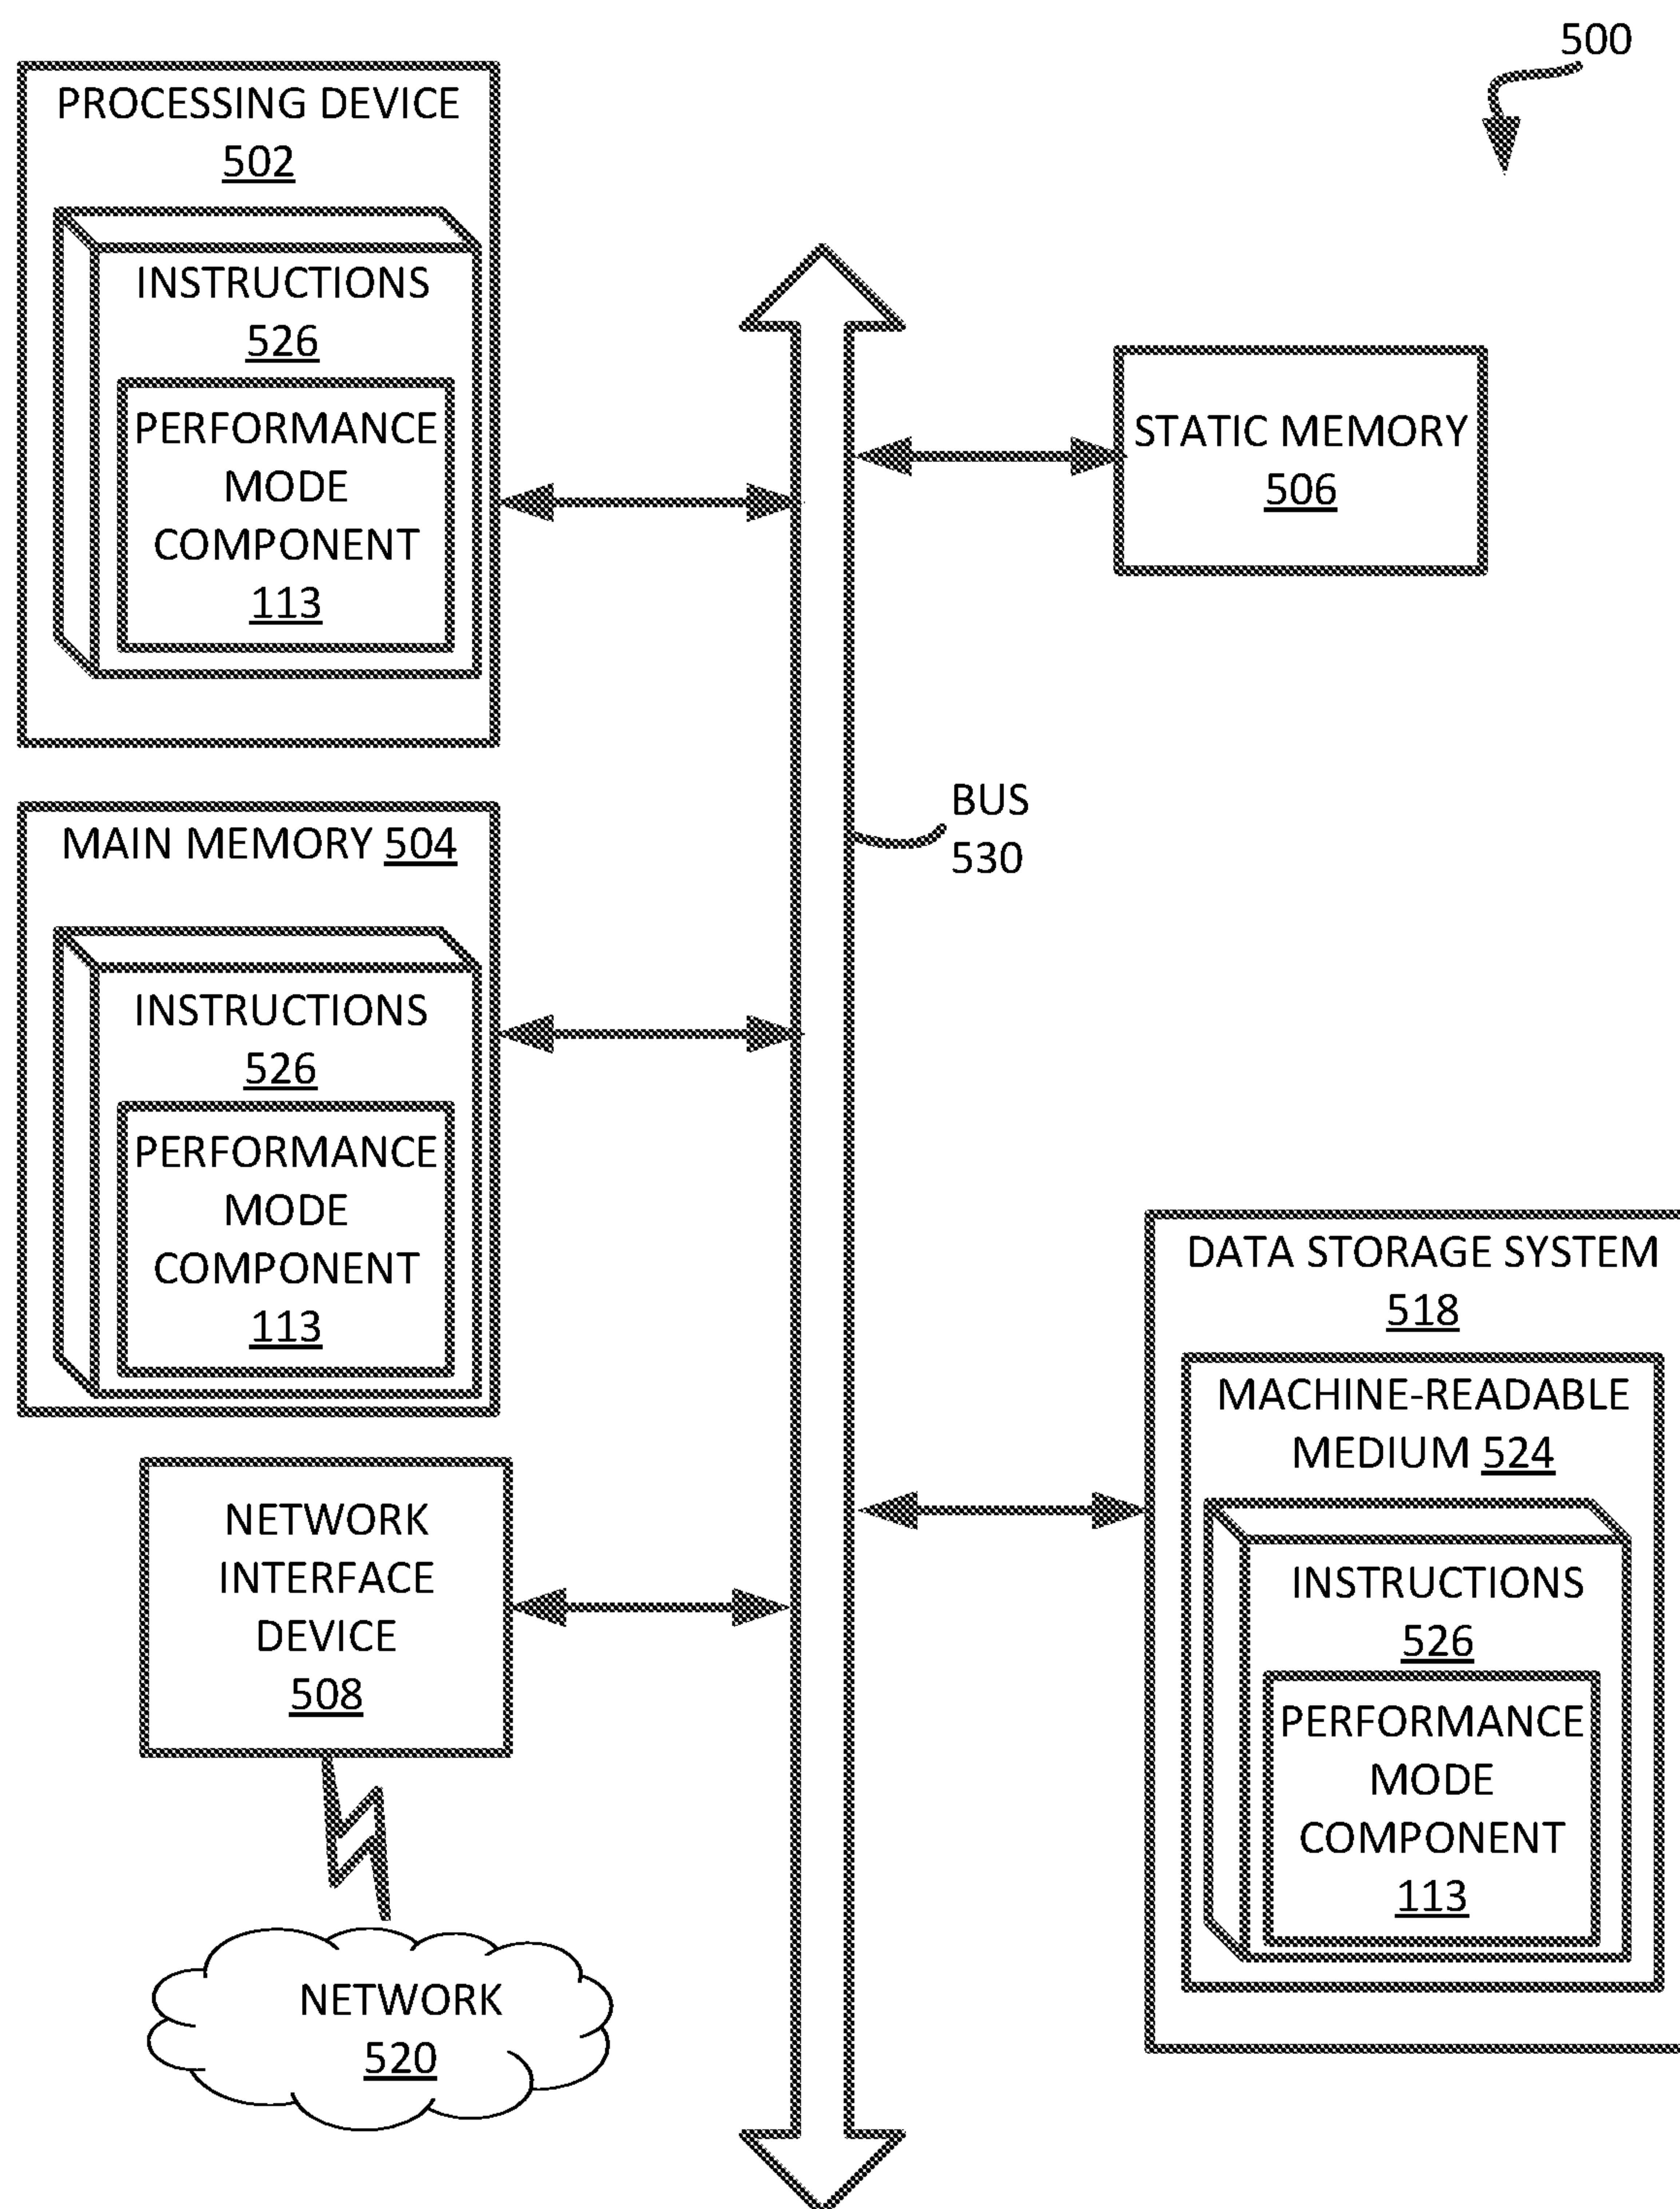 500
PROCESSING DEVICE
502
INSTRUCTIONS
526
PERFORMANCE
MODE
COMPONENT
113
STATIC MEMORY
506
BUS
530
MAIN MEMORY 504
INSTRUCTIONS
526
PERFORMANCE
MODE
COMPONENT
113
DATA STORAGE SYSTEM
518
MACHINE-READABLE
MEDIUM 524
INSTRUCTIONS
526
PERFORMANCE
MODE
COMPONENT
113
NETWORK
INTERFACE
DEVICE
508
NETWORK
520